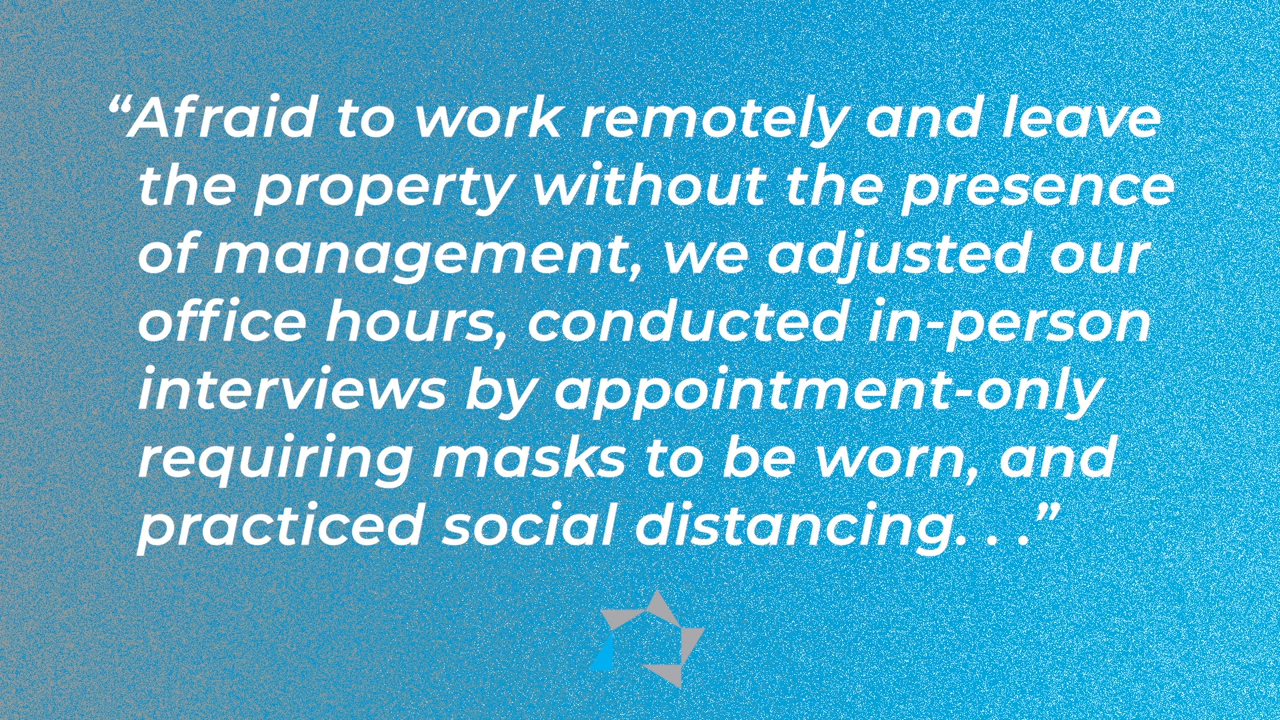 “Afraid to work remotely and leave
the property without the presence
of management, we adjusted our
office hours, conducted in-person
interviews by appointment-only
requiring masks to be worn, and
practiced social distancing. . .”